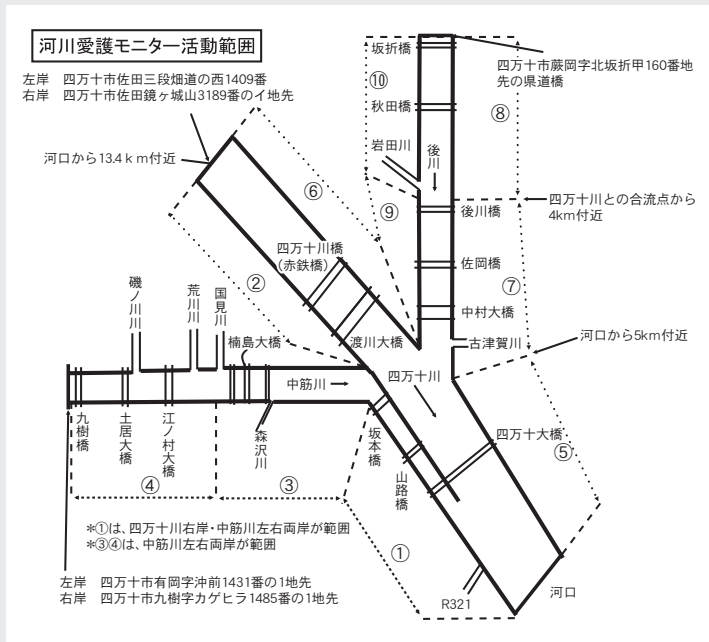 河川愛護モニター活動範囲
左岸　四万十市佐田三段畑道の西1409番
右岸　四万十市佐田鏡ヶ城山3189番のイ地先
河口から13.4ｋｍ付近
坂折橋
四万十市蕨岡字北坂折甲160番地
先の県道橋
⑩
秋田橋
⑧
岩田川
後川
⑥
四万十川との合流点から
4km付近
⑨
後川橋
四万十川橋
(赤鉄橋)
②
佐岡橋
⑦
磯ノ川川
荒川川
国見川
中村大橋
楠島大橋
渡川大橋
古津賀川
河口から5km付近
中筋川
四万十川
九樹橋
土居大橋
江ノ村大橋
森沢川
坂本橋
山路橋
四万十大橋
⑤
④
③
＊①は、四万十川右岸・中筋川左右両岸が範囲
＊③④は、中筋川左右両岸が範囲
①
左岸　四万十市有岡字沖前1431番の1地先
右岸　四万十市九樹字カゲヒラ1485番の1地先
R321
河口